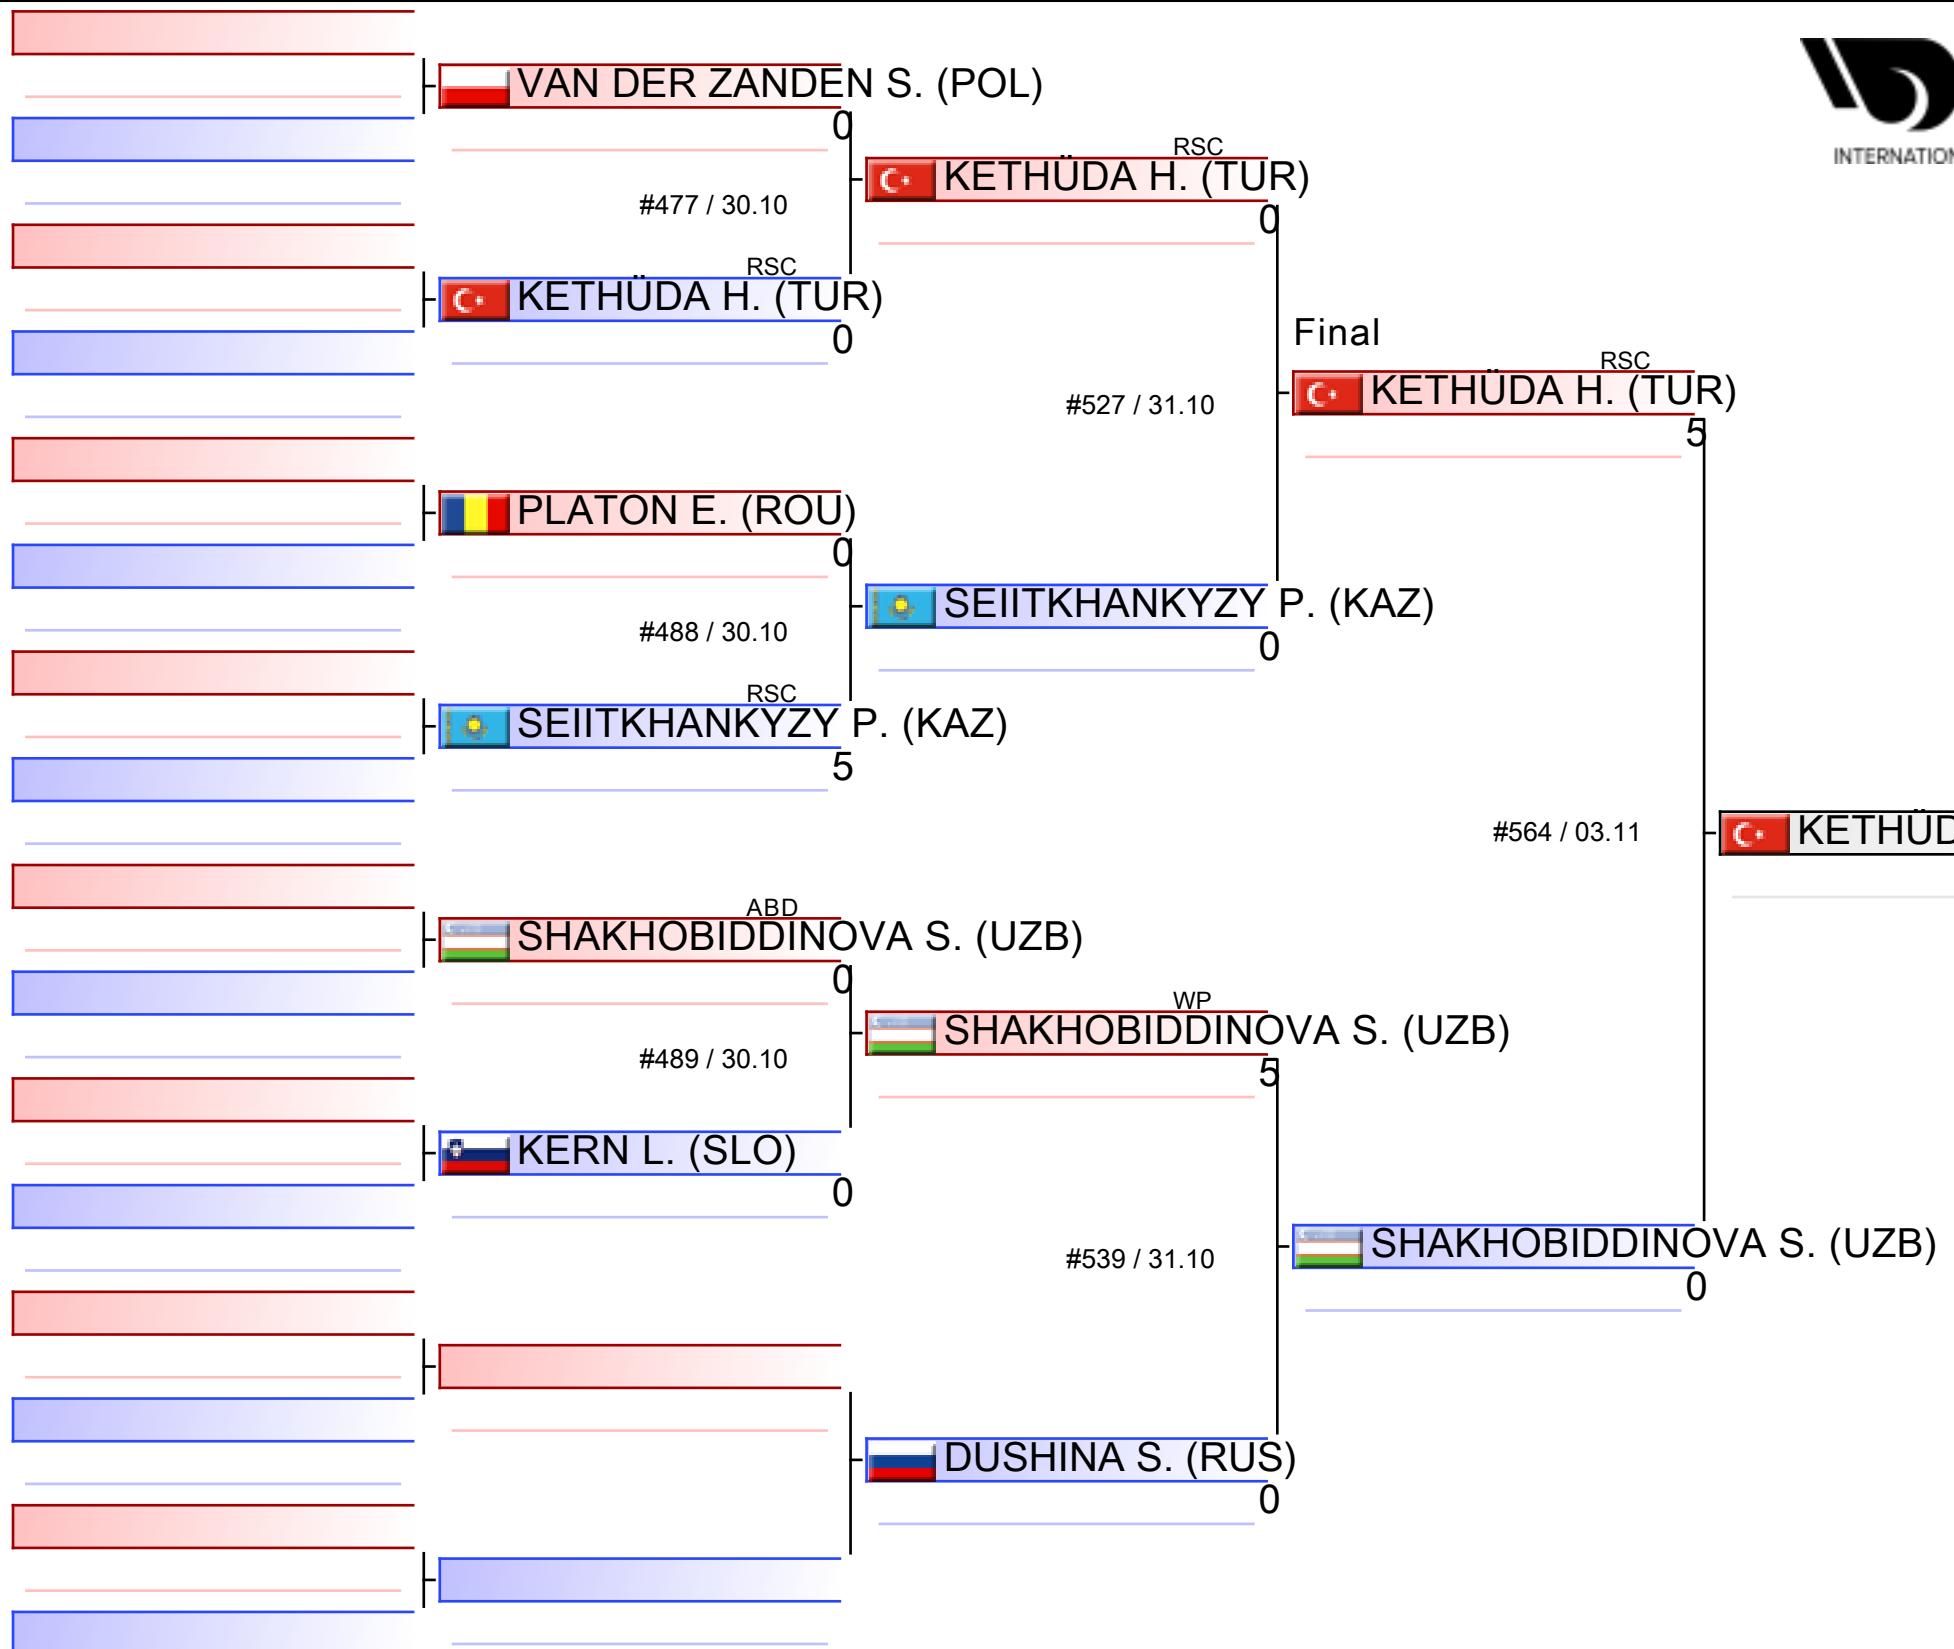 VAN DER ZANDEN S. (POL)
0
#477 / 30.10
RSC
KETHÜDA H. (TUR)
0
RSC
KETHÜDA H. (TUR)
0
#527 / 31.10
PLATON E. (ROU)
0
#488 / 30.10
RSC
SEIITKHANKYZY P. (KAZ)
5
SEIITKHANKYZY P. (KAZ)
0
Final
RSC
KETHÜDA H. (TUR)
5
#564 / 03.11
KETHÜD
ABD
SHAKHOBIDDINOVA S. (UZB)
0
#489 / 30.10
KERN L. (SLO)
0
WP
SHAKHOBIDDINOVA S. (UZB)
5
#539 / 31.10
DUSHINA S. (RUS)
0
SHAKHOBIDDINOVA S. (UZB)
0
INTERNATION